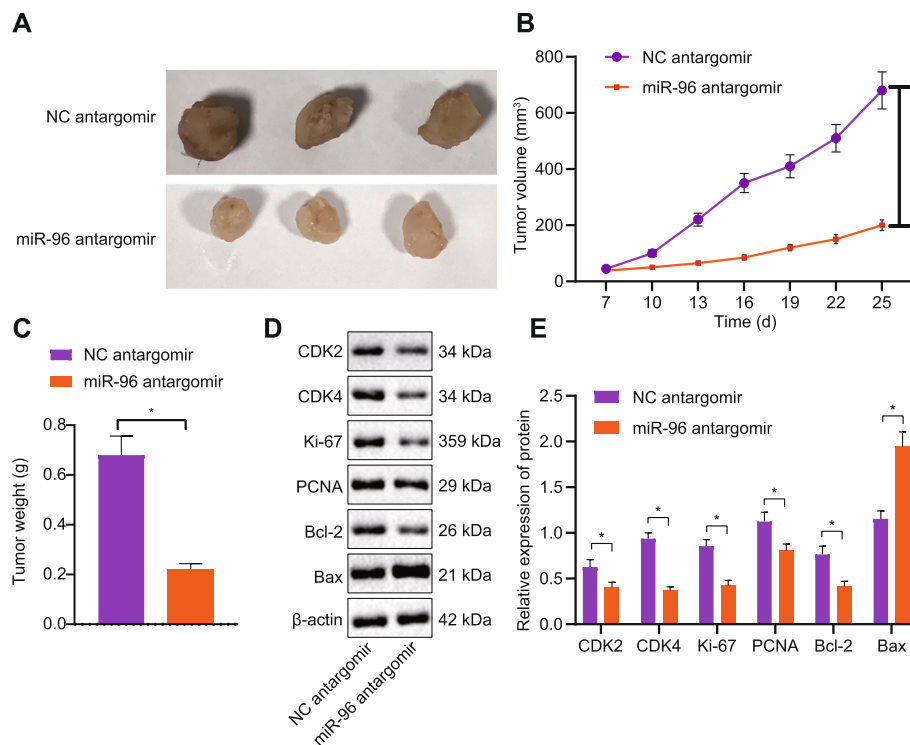 A
NC antargomir
miR-96 antargomir
B
NC antargomir
miR-96 antargomir
Tumor volume (mm³)
800
600
400
200
0
7 10 13 16 19 22 25
Time (d)
C
NC antargomir
miR-96 antargomir
*
Tumor weight (g)
0.8
0.6
0.4
0.2
0.0
D
CDK2 34 kDa
CDK4 34 kDa
Ki-67 359 kDa
PCNA 29 kDa
Bcl-2 26 kDa
Bax 21 kDa
β-actin 42 kDa
NC antargomir
miR-96 antargomir
E
NC antargomir
miR-96 antargomir
Relative expression of protein
2.5
2.0
1.5
1.0
0.5
0.0
* * * * * *
CDK2 CDK4 Ki-67 PCNA Bcl-2 Bax